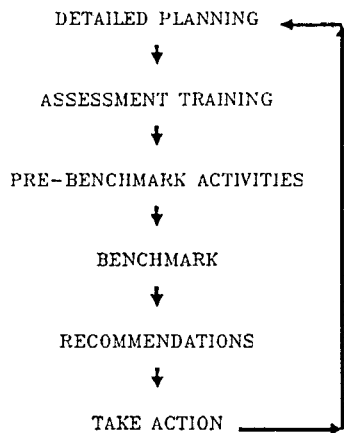 DETAILED PLANNING
ASSESSMENT TRAINING
PRE-BENCHMARK ACTIVITIES
BENCHMARK
RECOMMENDATIONS
TAKE ACTION